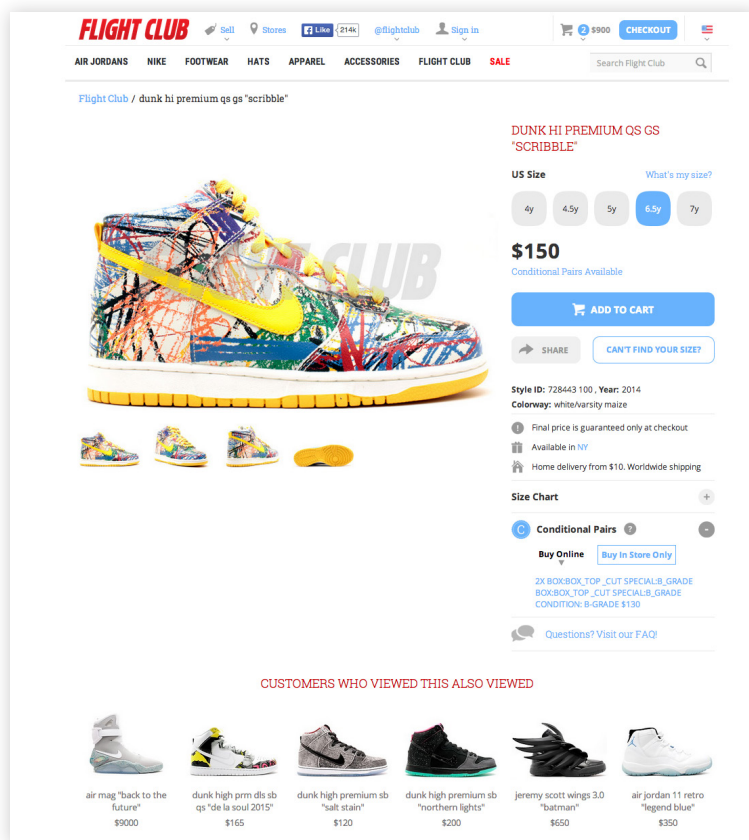 FLIGHT CLUB
Sell
Stores
Like 214k
@flightclub
Sign in
2 $900
CHECKOUT
AIR JORDANS NIKE FOOTWEAR HATS APPAREL ACCESSORIES FLIGHT CLUB SALE
Search Flight Club
Flight Club / dunk hi premium qs gs "scribble"
CLUB
DUNK HI PREMIUM QS GS
"SCRIBBLE"
US Size What's my size?
4y 4.5y 5y 6.5y 7y
$150
Conditional Pairs Available
ADD TO CART
SHARE CAN'T FIND YOUR SIZE?
Style ID: 728443 100 , Year: 2014
Colorway: white/varsity maize
Final price is guaranteed only at checkout
Available in NY
Home delivery from $10. Worldwide shipping
Size Chart +
C Conditional Pairs ? -
Buy Online Buy In Store Only
2X BOX:BOX_TOP _CUT SPECIAL:B_GRADE
BOX:BOX_TOP _CUT SPECIAL:B_GRADE
CONDITION: B-GRADE $130
Questions? Visit our FAQ!
CUSTOMERS WHO VIEWED THIS ALSO VIEWED
air mag "back to the
future"
$9000
dunk high prm dls sb
qs "de la soul 2015"
$165
dunk high premium sb
"salt stain"
$120
dunk high premium sb
"northern lights"
$200
jeremy scott wings 3.0
"batman"
$650
air jordan 11 retro
"legend blue"
$350